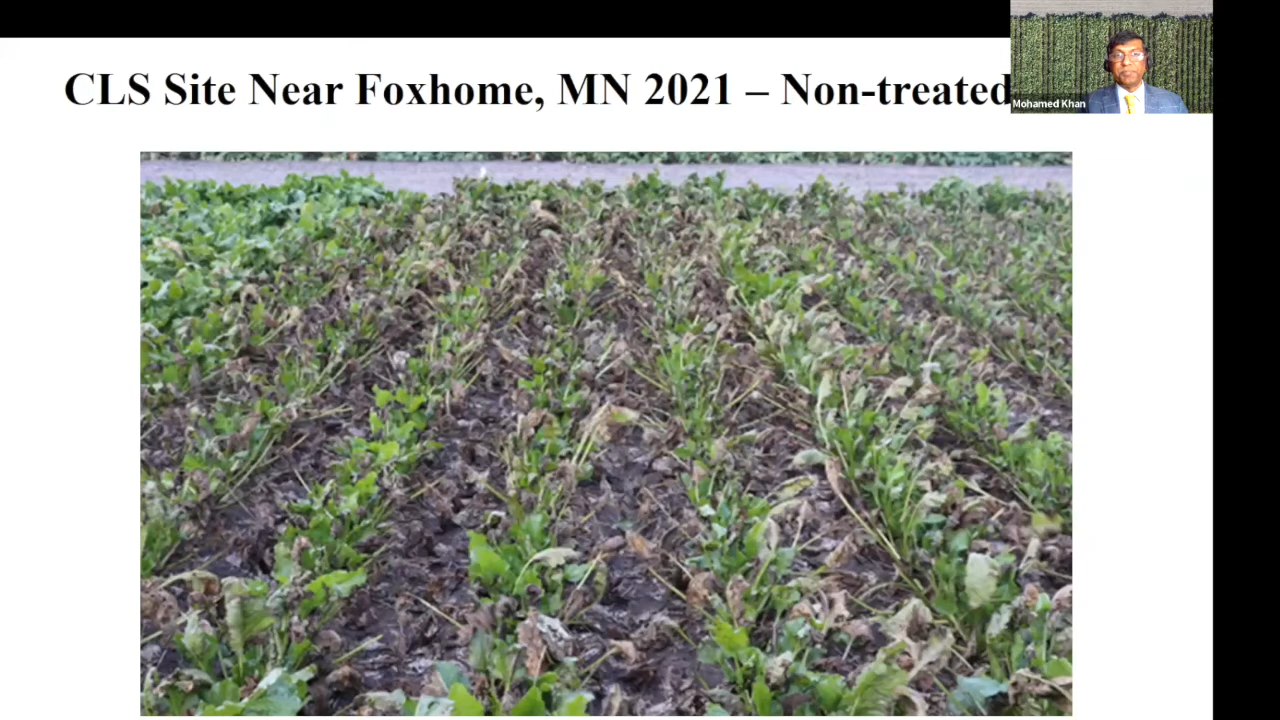 CLS Site Near Foxhome, MN 2021 – Non-treated
Mohamed Khan